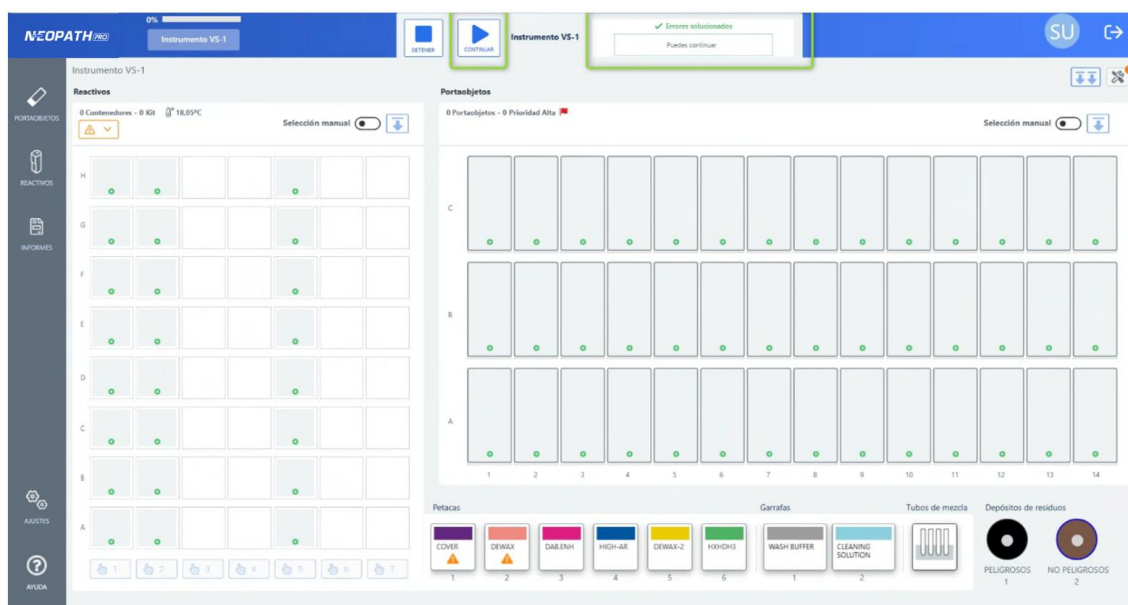 NEOPATH PRO
0%
Instrumento VS-1
DETENER
CONTINUAR
Instrumento VS-1
Errores solucionados
Puedes continuar
SU
PORTAOBJETOS
REACTIVOS
INFORMES
AJUSTES
AYUDA
Instrumento VS-1
Reactivos
0 Contenedores - 0 Kit 18,05ºC
Selección manual
H
G
F
E
D
C
B
A
1 2 3 4 5 6 7
Portaobjetos
0 Portaobjetos - 0 Prioridad Alta
Selección manual
C
B
A
1 2 3 4 5 6 7 8 9 10 11 12 13 14
Petacas
COVER DEWAX DAB.ENH HIGH-AR DEWAX-2 HXHDH3
1 2 3 4 5 6
Garrafas
WASH BUFFER CLEANING
SOLUTION
1 2
Tubos de mezcla
Depósitos de residuos
PELIGROSOS NO PELIGROSOS
1 2